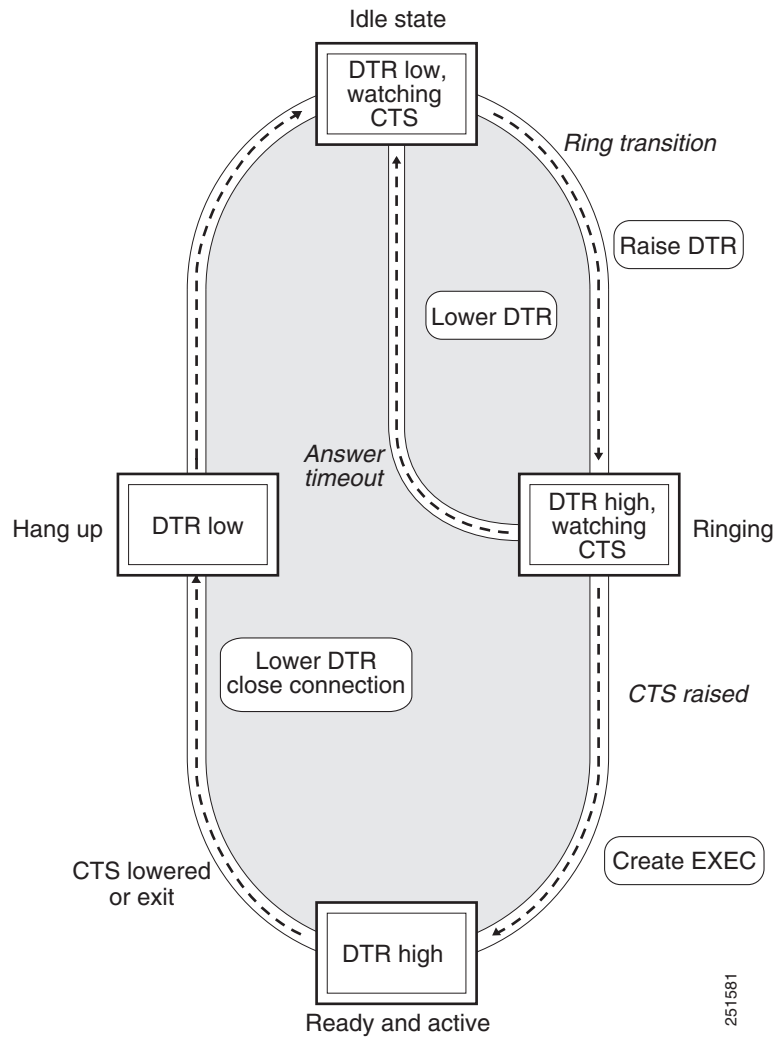 Idle state
DTR low,
watching
CTS
Ring transition
Raise DTR
Lower DTR
Answer
timeout
Hang up
DTR low
DTR high,
watching
CTS
Ringing
Lower DTR
close connection
CTS raised
CTS lowered
or exit
Create EXEC
DTR high
Ready and active
251581